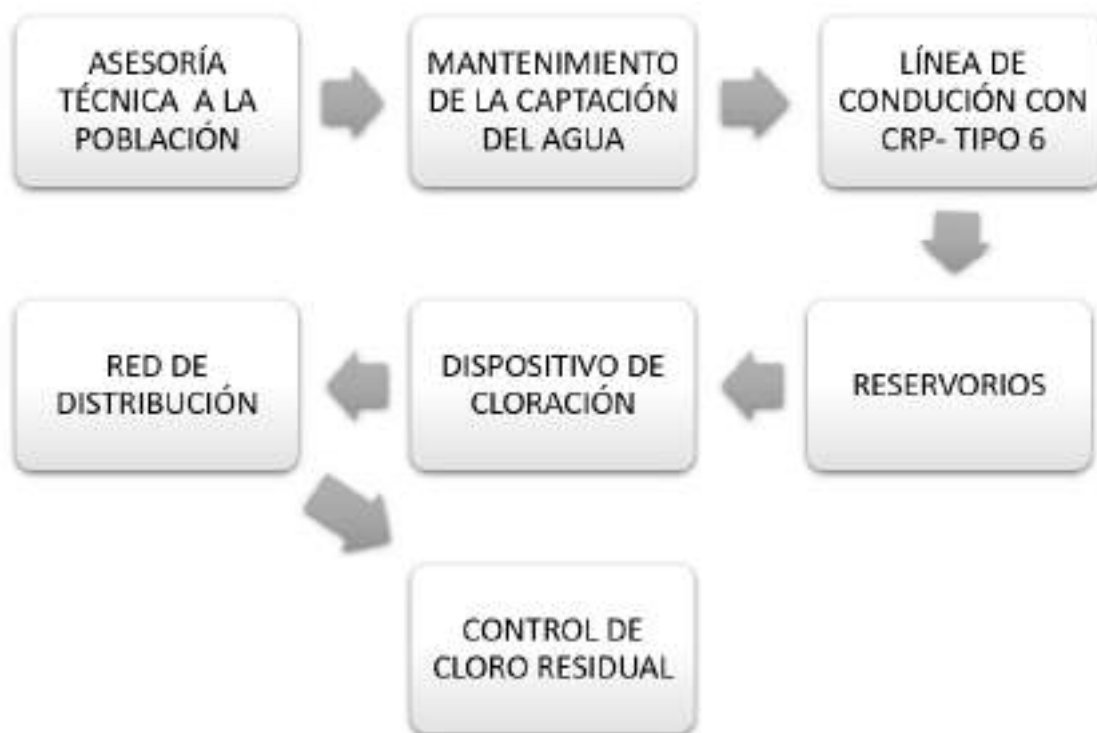 ASESORÍA
TÉCNICA A LA
POBLACIÓN
MANTENIMIENTO
DE LA CAPTACIÓN
DEL AGUA
LÍNEA DE
CONDUCIÓN CON
CRP- TIPO 6
RESERVORIOS
DISPOSITIVO DE
CLORACIÓN
RED DE
DISTRIBUCIÓN
CONTROL DE
CLORO RESIDUAL